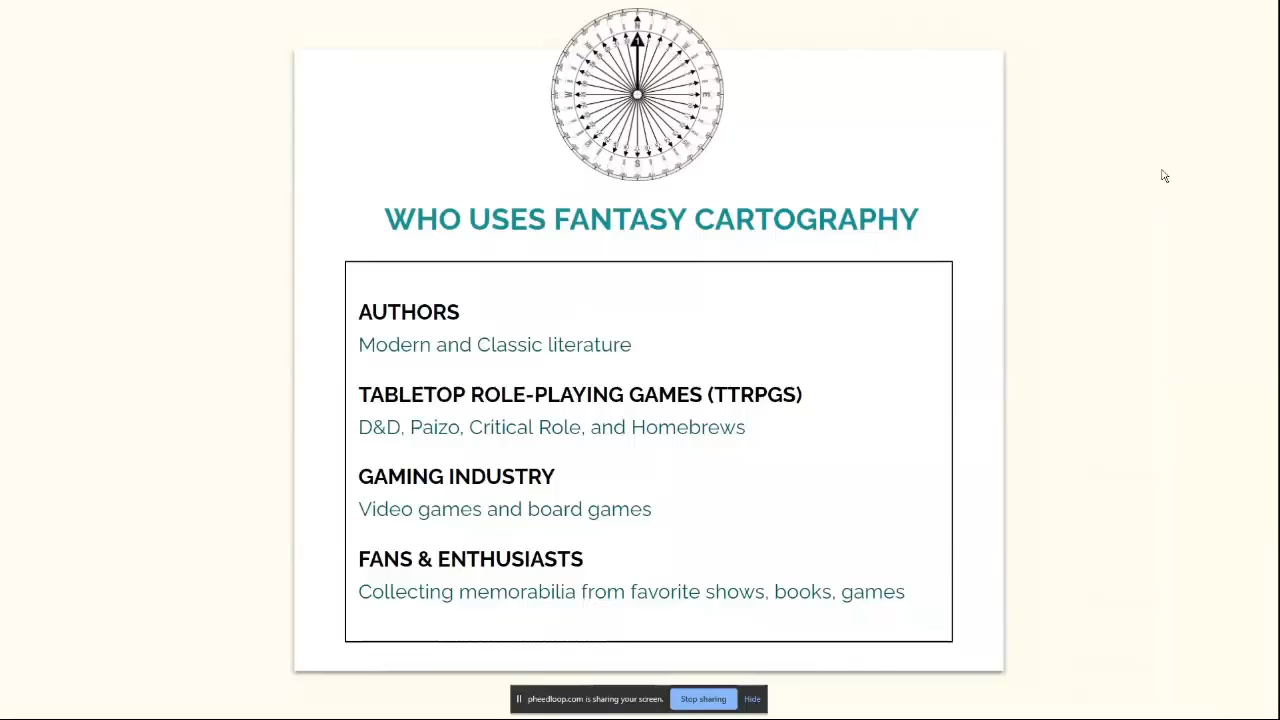 N
E
S
W
WHO USES FANTASY CARTOGRAPHY
AUTHORS
Modern and Classic literature
TABLETOP ROLE-PLAYING GAMES (TTRPGS)
D&D, Paizo, Critical Role, and Homebrews
GAMING INDUSTRY
Video games and board games
FANS & ENTHUSIASTS
Collecting memorabilia from favorite shows, books, games
pheedloop.com is sharing your screen. Stop sharing Hide